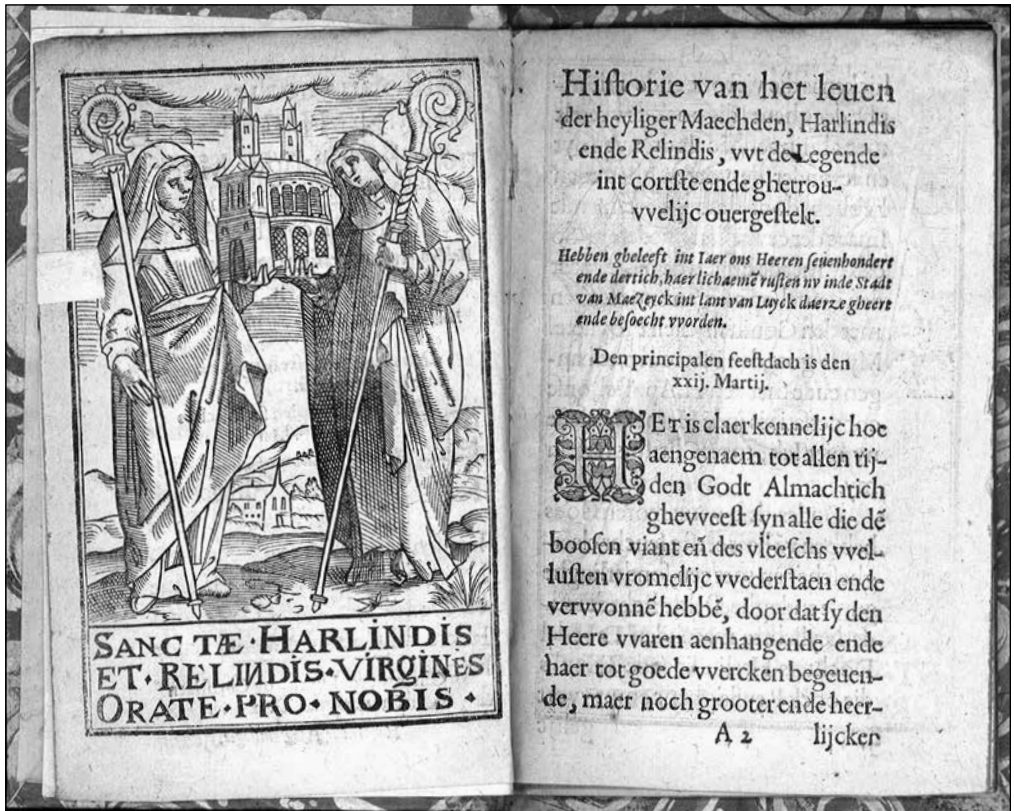 SANCTÆ·HARLINDIS
ET·RELINDIS·VIRGINES
ORATE·PRO·NOBIS·
Hiſtorie van het leuen
der heyliger Maechden, Harlindis
ende Relindis, vvt de Legende
int cortſte ende ghetrou-
vvelijc ouergeſtelt.
Hebben gheleeft int Iaer ons Heeren ſeuenhondert
ende dertich, haer lichaemē ruſten nv inde Stadt
van Maeʒeyck int lant van Luyck daerʒe gheert
ende beſoecht vvorden.
Den principalen feeſtdach is den
xxij. Martij.
HET is claer kennelijc hoe
aengenaem tot allen tij-
den Godt Almachtich
ghevveeſt ſyn alle die dē
booſen viant eñ des vleeſchs vvel-
luſten vromelijc vvederſtaen ende
vervvonnē hebbē, door dat ſy den
Heere vvaren aenhangende ende
haer tot goede vvercken begeuen-
de, maer noch grooter ende heer-
A 2 lijcken